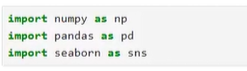 import numpy as np
import pandas as pd
import seaborn as sns